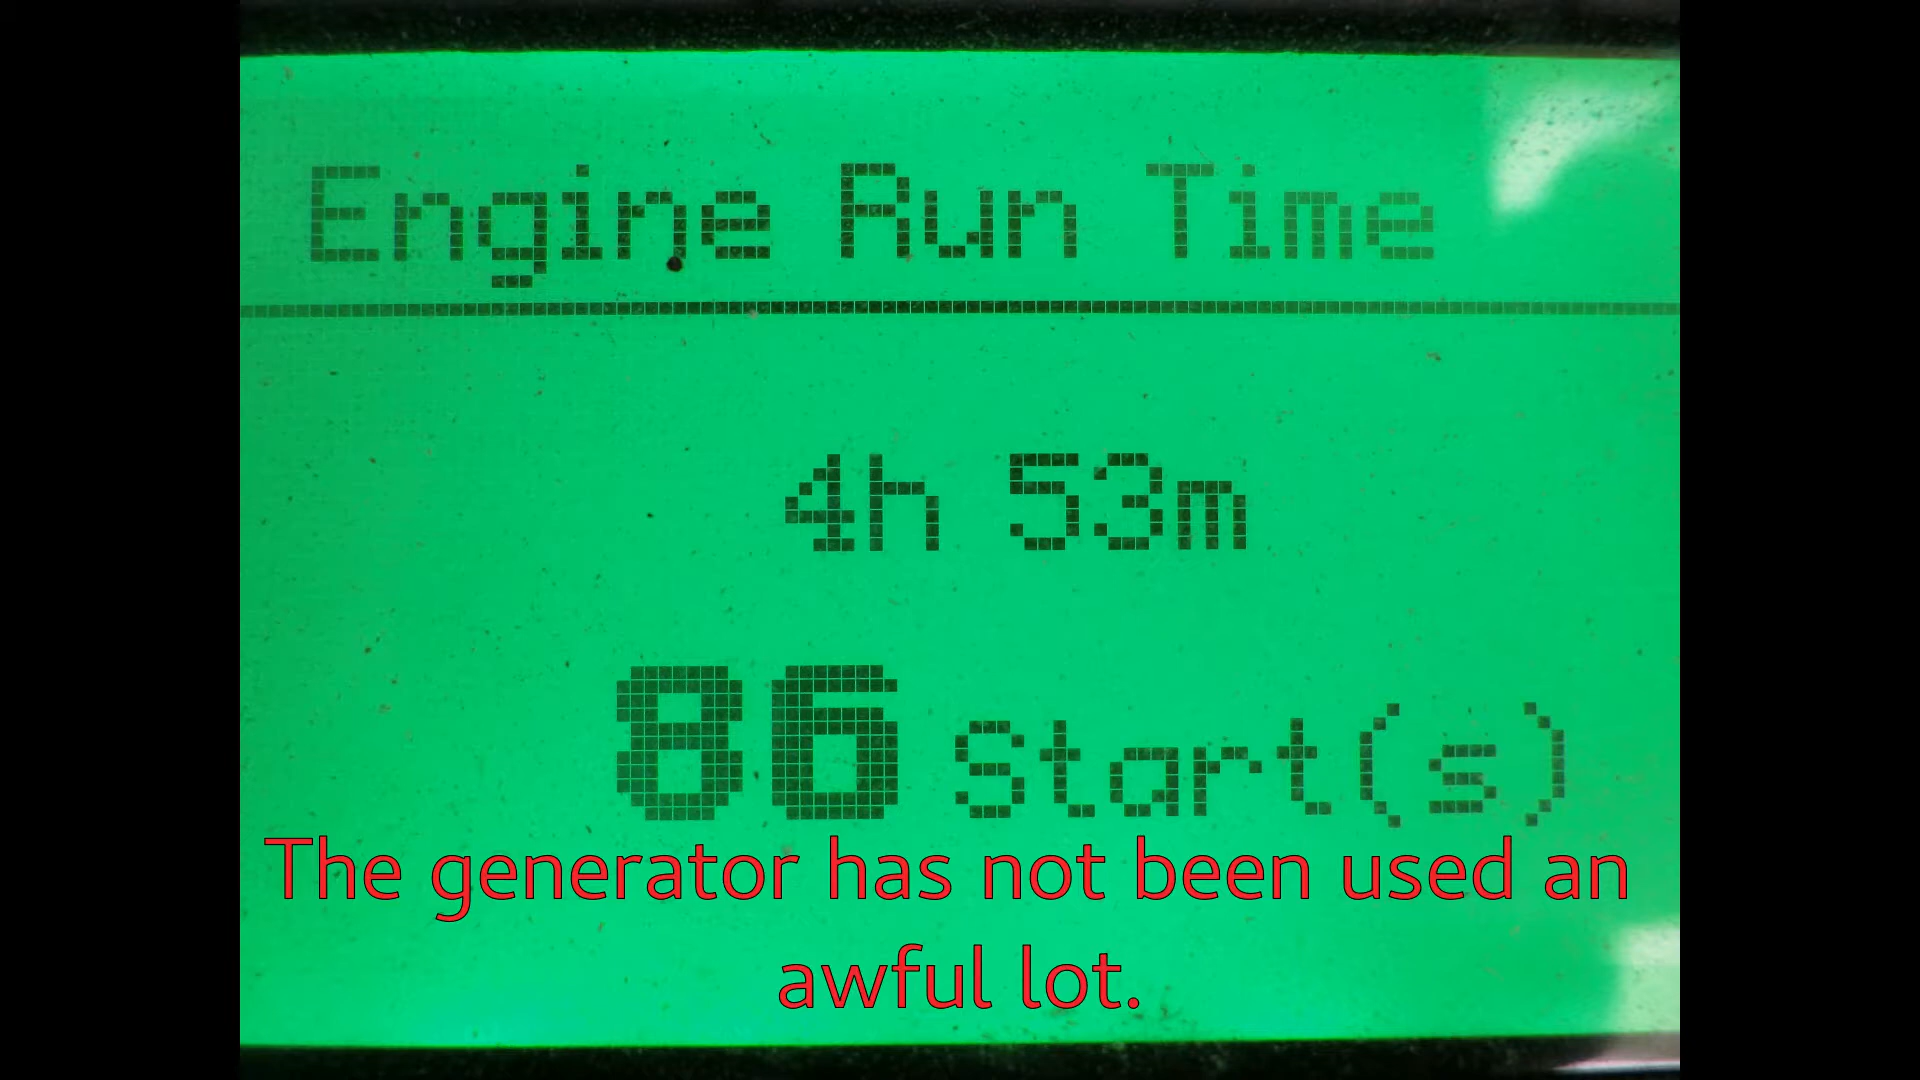 Engine Run Time
4h 53m
86 Start(s)
The generator has not been used an
awful lot.